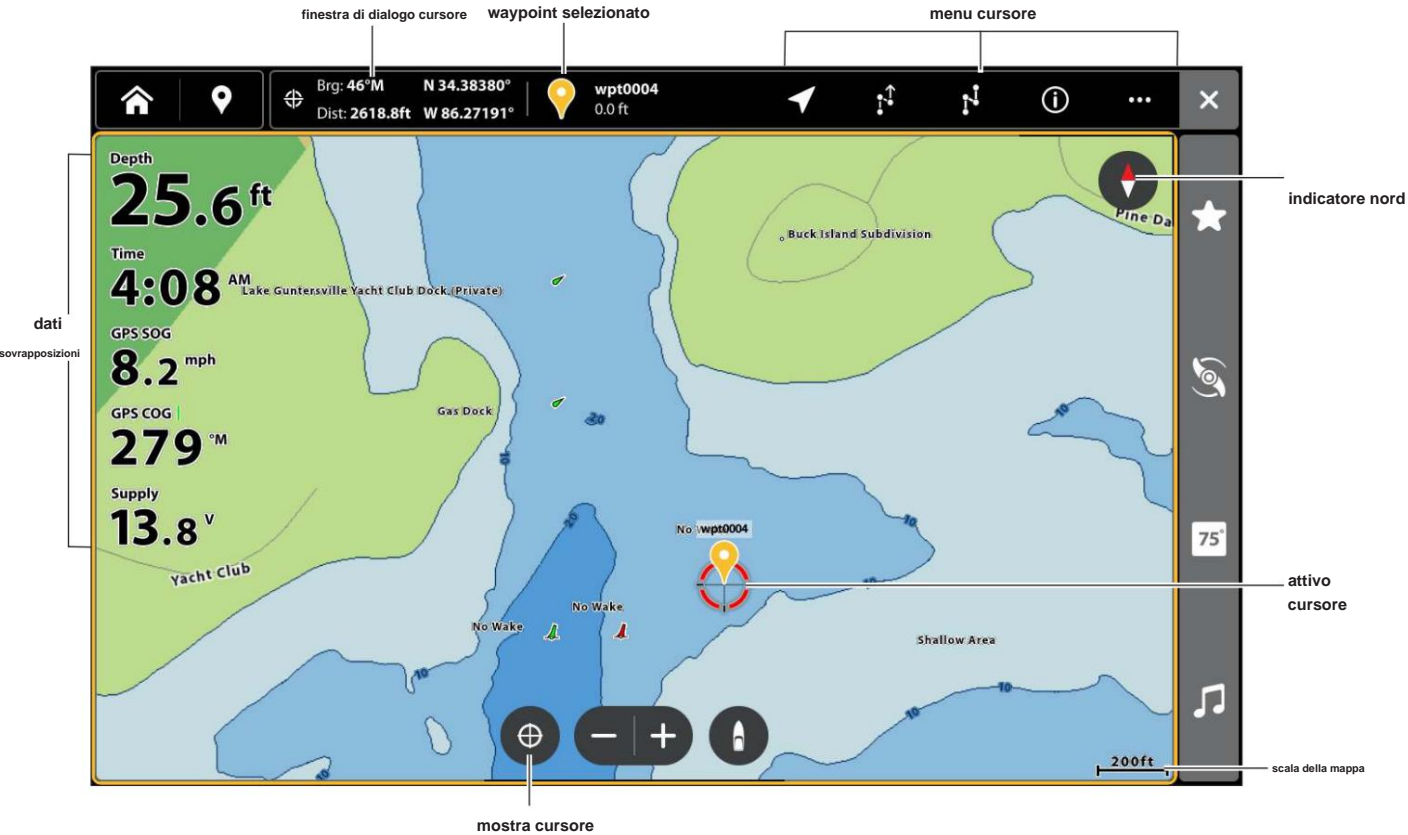 finestra di dialogo cursore
waypoint selezionato
menu cursore
Brg: 46°M N 34.38380°
Dist: 2618.8ft W 86.27191°
wpt0004
0.0 ft
Depth
25.6 ft
Time
4:08 AM
GPS SOG
8.2 mph
GPS COG
279 °M
Supply
13.8 V
dati
sovrapposizioni
indicatore nord
Pine Da
Buck Island Subdivision
Lake Guntersville Yacht Club Dock (Private)
Gas Dock
20
10
10
20
10
No W
wpt0004
10
75°
attivo
cursore
Yacht Club
No Wake
No Wake
Shallow Area
10
10
10
10
200ft
scala della mappa
mostra cursore